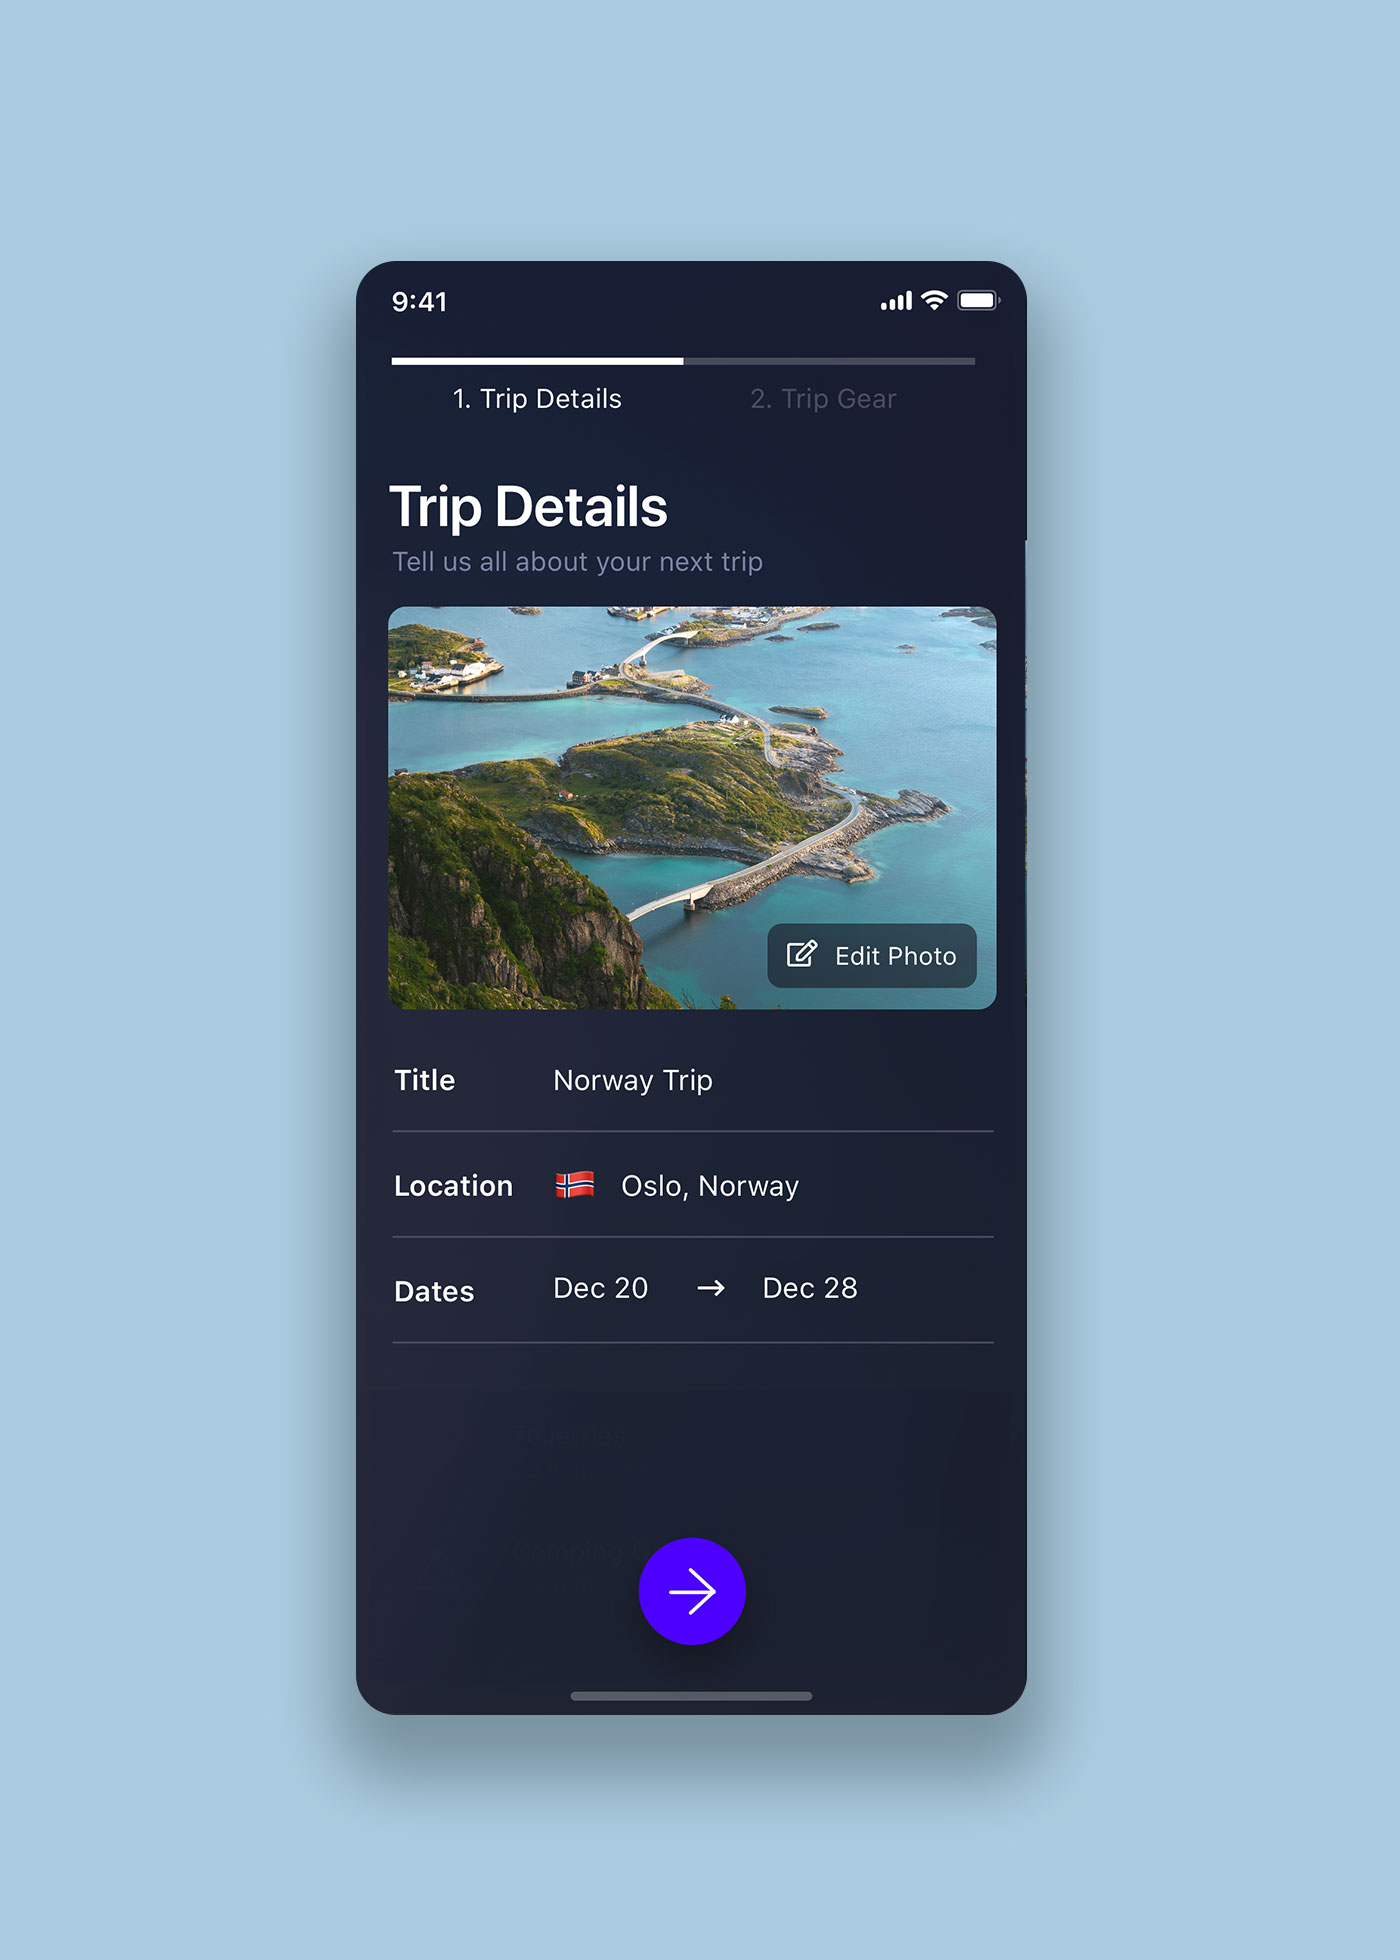 9:41
1. Trip Details
2. Trip Gear
Trip Details
Tell us all about your next trip
Edit Photo
Title Norway Trip
Location Oslo, Norway
Dates Dec 20 → Dec 28
Toiletries
Camping